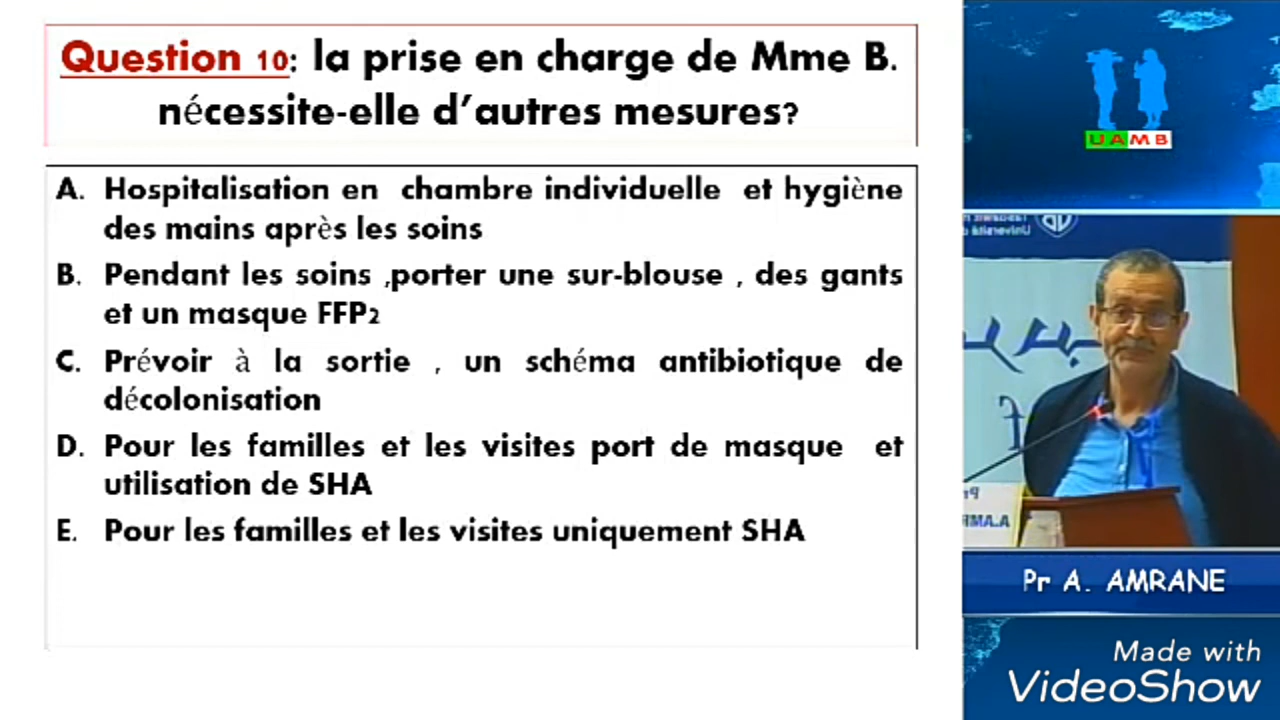 Question 10: la prise en charge de Mme B.
nécessite-elle d’autres mesures?
A. Hospitalisation en chambre individuelle et hygiène
des mains après les soins
B. Pendant les soins ,porter une sur-blouse , des gants
et un masque FFP2
C. Prévoir à la sortie , un schéma antibiotique de
décolonisation
D. Pour les familles et les visites port de masque et
utilisation de SHA
E. Pour les familles et les visites uniquement SHA
UAMB
Pr A. AMRANE
Made with
VideoShow